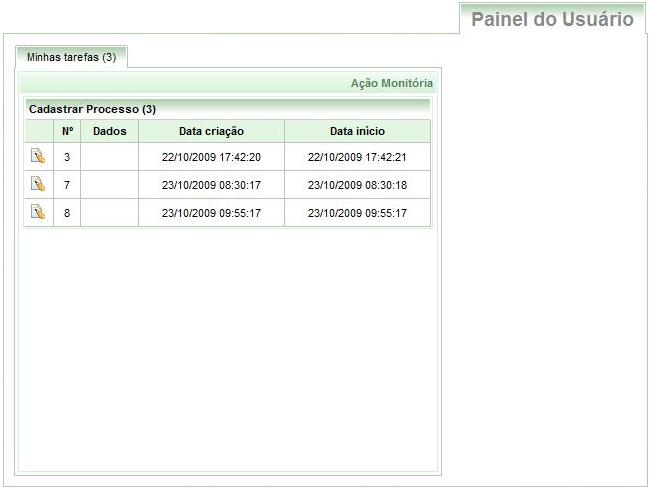 Painel do Usuário
Minhas tarefas (3)
Ação Monitória
Cadastrar Processo (3)
Nº Dados Data criação Data início
3 22/10/2009 17:42:20 22/10/2009 17:42:21
7 23/10/2009 08:30:17 23/10/2009 08:30:18
8 23/10/2009 09:55:17 23/10/2009 09:55:17